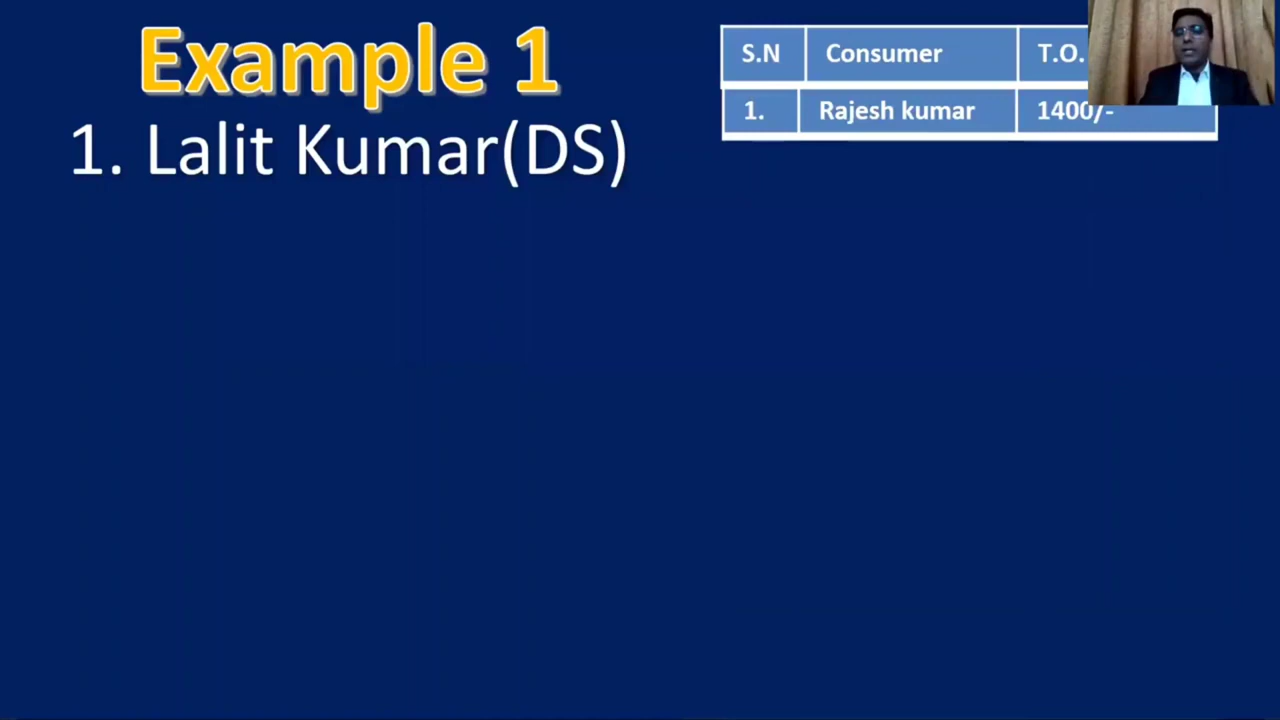 Example 1
1. Lalit Kumar(DS)
S.N Consumer T.O.
1. Rajesh kumar 1400/-